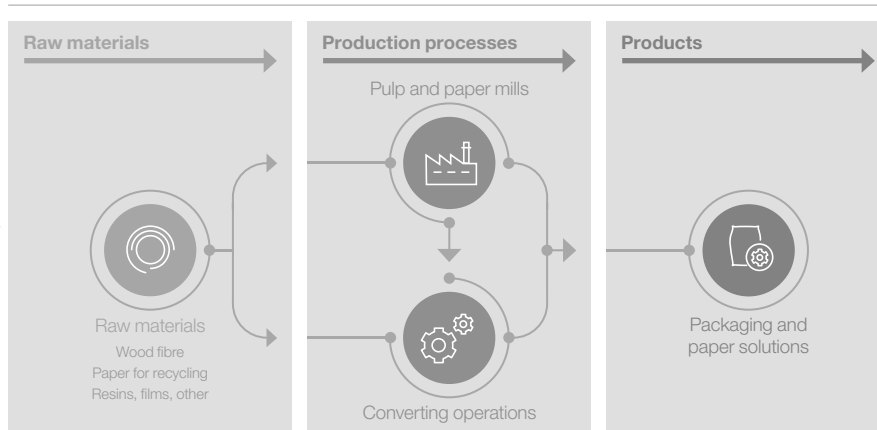 Raw materials
Production processes
Products
Pulp and paper mills
Raw materials
Wood fibre
Paper for recycling
Resins, films, other
Converting operations
Packaging and
paper solutions